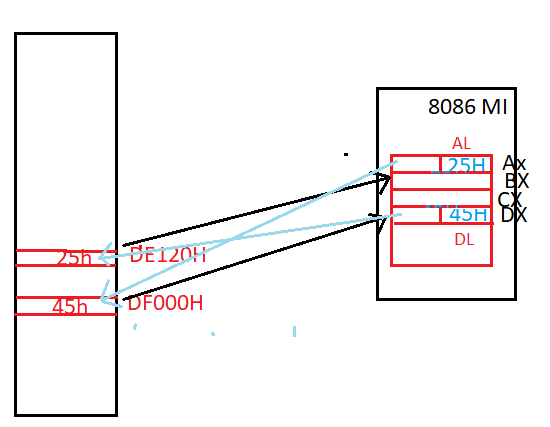 8086 MI
AL
25H Ax
BX
CX
45H DX
DL
25h DE120H
45h DF000H